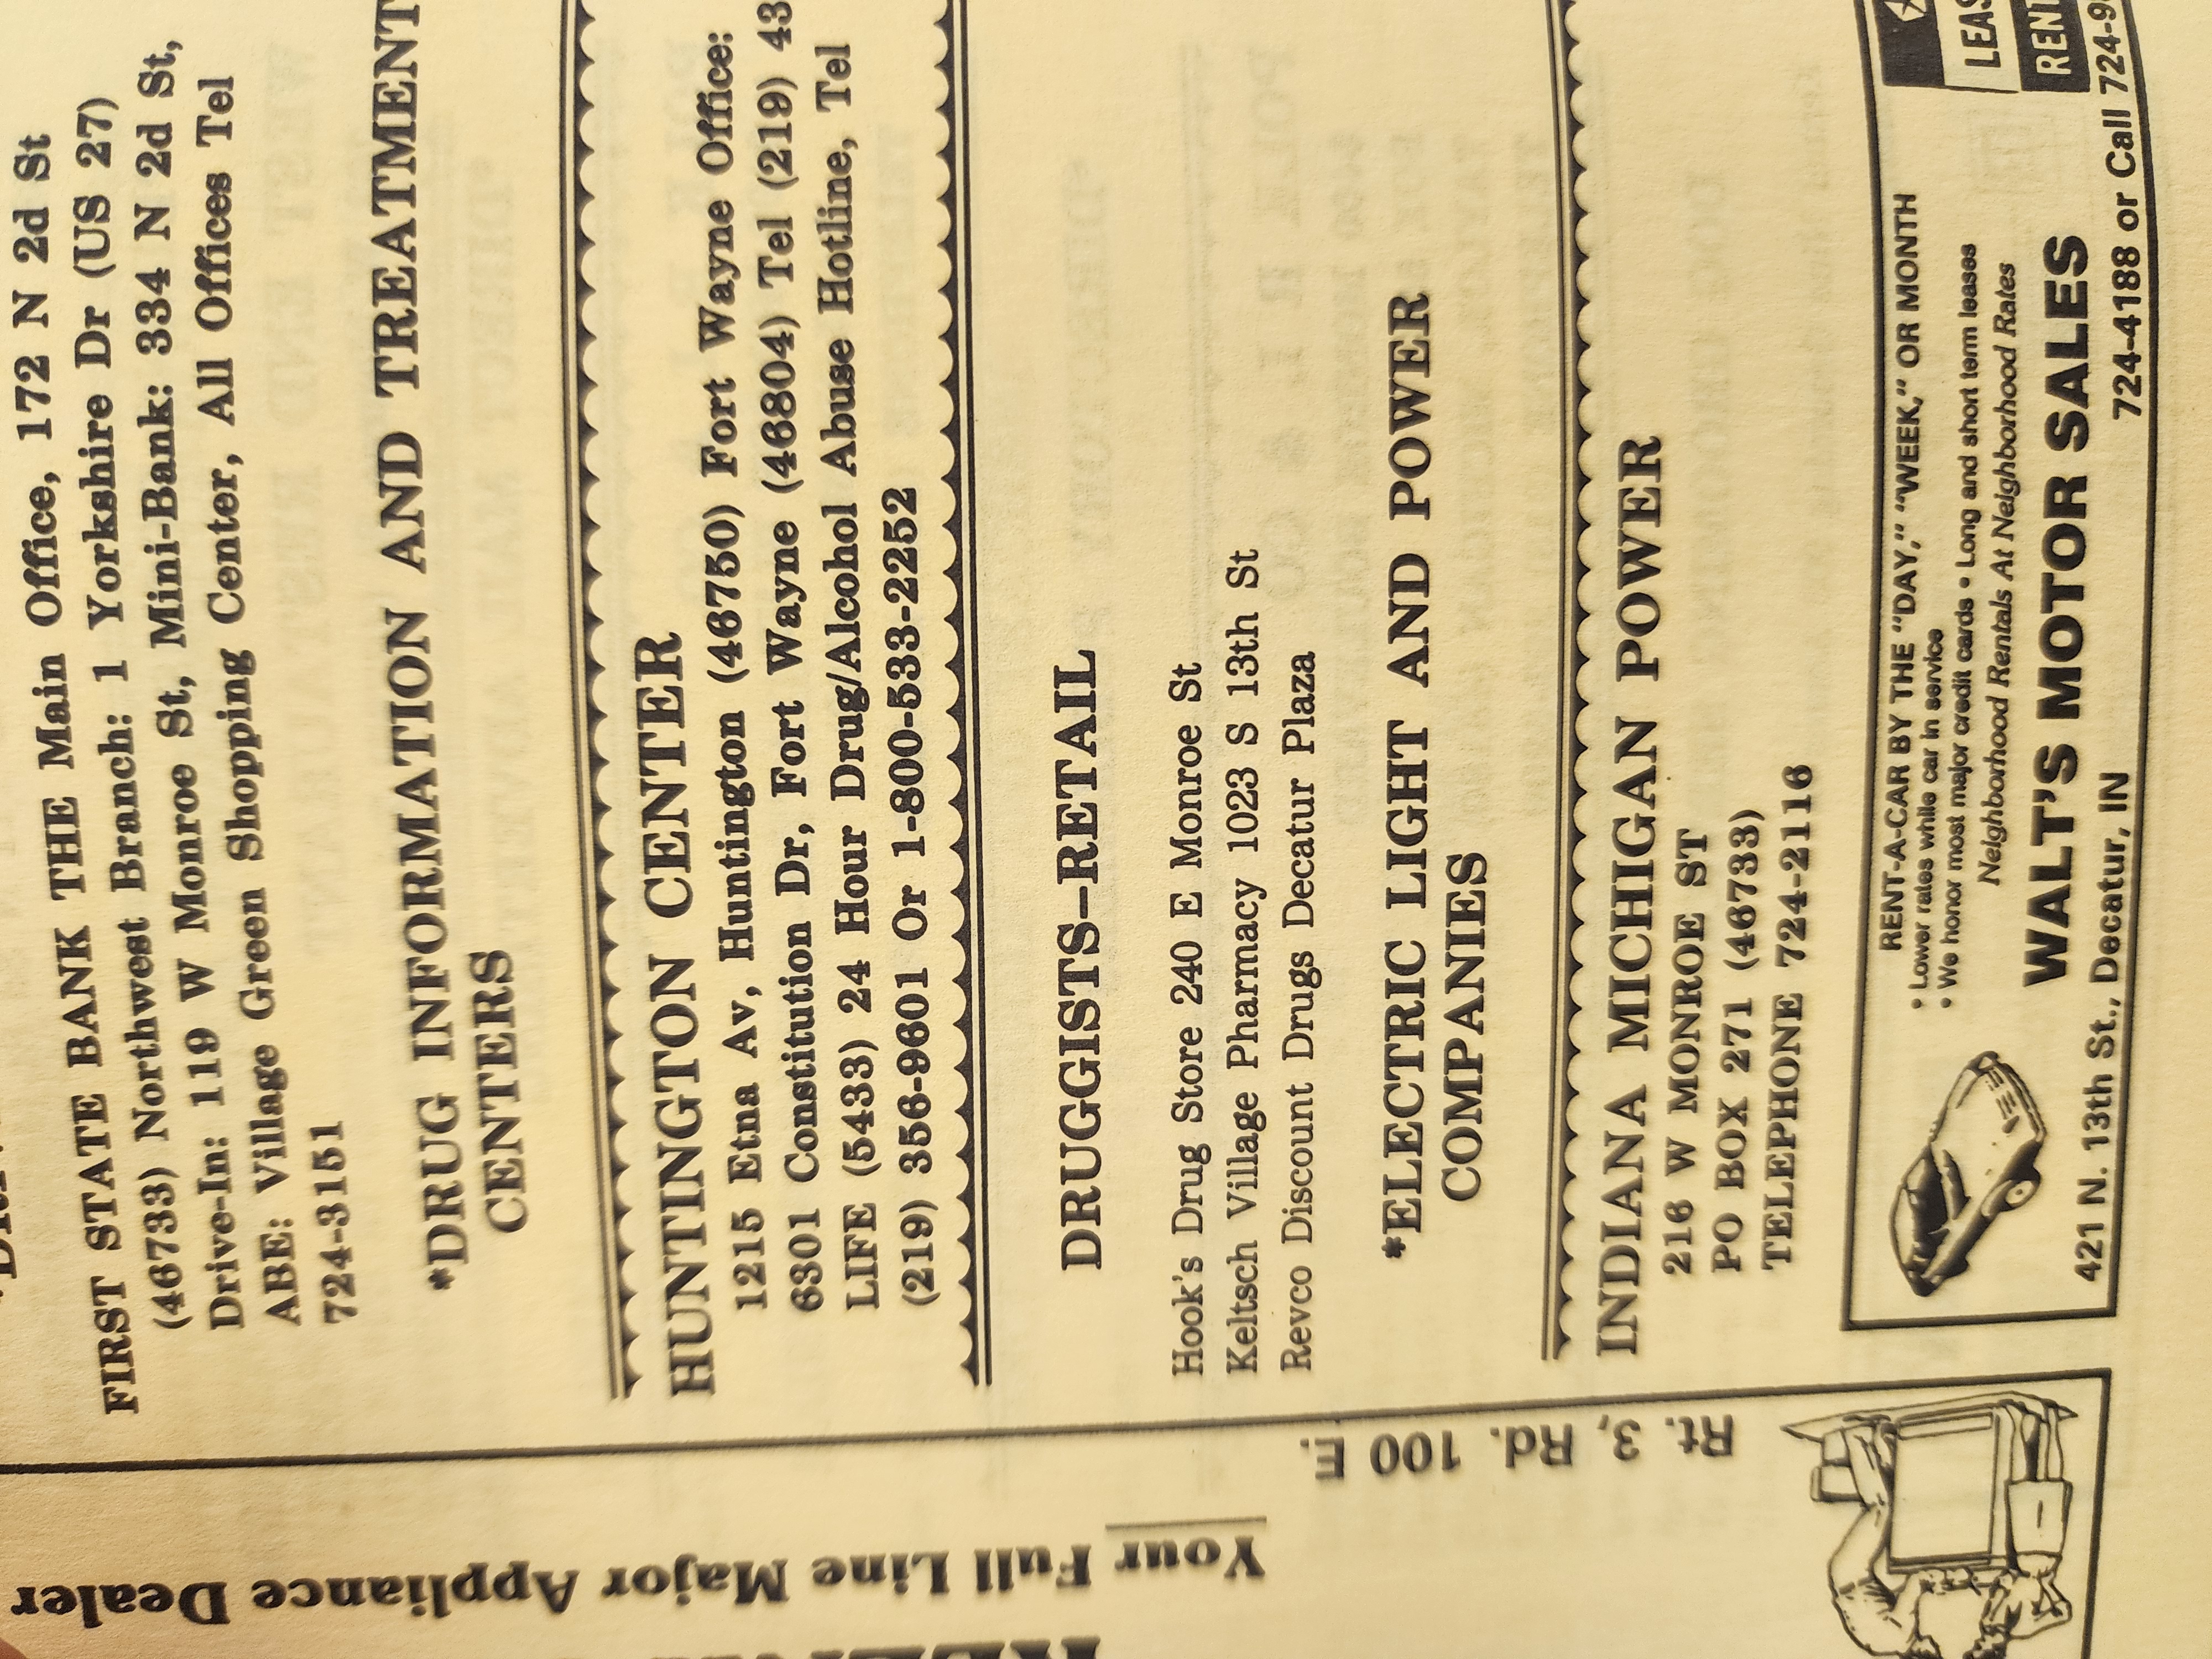 FIRST STATE BANK THE Main Office, 172 N 2d St
(46733) Northwest Branch: 1 Yorkshire Dr (US 27)
Drive-In: 119 W Monroe St, Mini-Bank: 334 N 2d St,
ABE: Village Green Shopping Center, All Offices Tel
724-3151
*DRUG INFORMATION AND TREATMENT
CENTERS
HUNTINGTON CENTER
1215 Etna Av, Huntington (46750) Fort Wayne Office:
6301 Constitution Dr, Fort Wayne (46804) Tel (219) 43
LIFE (5433) 24 Hour Drug/Alcohol Abuse Hotline, Tel
(219) 356-9601 Or 1-800-533-2252
DRUGGISTS—RETAIL
Hook's Drug Store 240 E Monroe St
Keltsch Village Pharmacy 1023 S 13th St
Revco Discount Drugs Decatur Plaza
*ELECTRIC LIGHT AND POWER
COMPANIES
INDIANA MICHIGAN POWER
216 W MONROE ST
PO BOX 271 (46733)
TELEPHONE 724-2116
RENT-A-CAR BY THE "DAY," "WEEK," OR MONTH
• Lower rates while car in service
• We honor most major credit cards • Long and short term leases
Neighborhood Rentals At Neighborhood Rates
WALT'S MOTOR SALES
421 N. 13th St., Decatur, IN
724-4188 or Call 724-9
LEAS
RENT
Your Full Line Major Appliance Dealer
Rt. 3, Rd. 100 E.